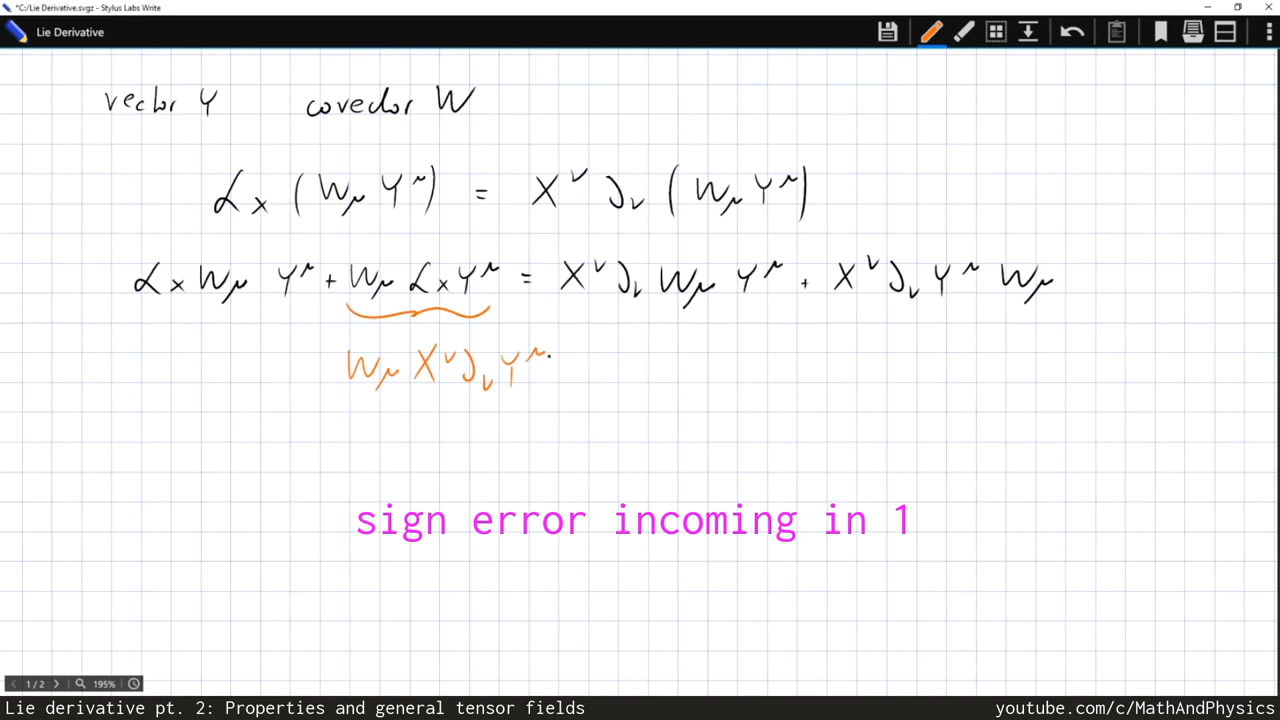 *C:/Lie Derivative.svgz - Stylus Labs Write
Lie Derivative
vector Y covector W
ℒ_X (W_μ Y^μ) = X^ν ∂_ν (W_μ Y^μ)
ℒ_X W_μ Y^μ + W_μ ℒ_X Y^μ = X^ν ∂_ν W_μ Y^μ + X^ν ∂_ν Y^μ W_μ
W_μ X^ν ∂_ν Y^μ
sign error incoming in 1
1 / 2 195%
Lie derivative pt. 2: Properties and general tensor fields youtube.com/c/MathAndPhysics